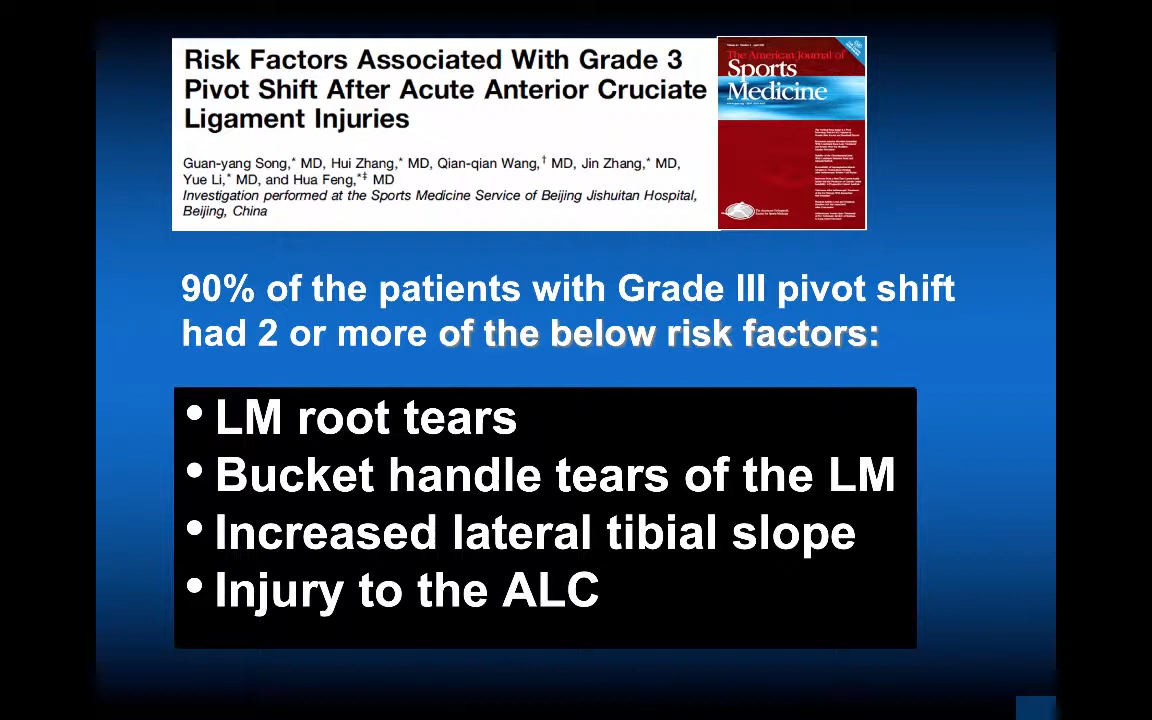 Risk Factors Associated With Grade 3
Pivot Shift After Acute Anterior Cruciate
Ligament Injuries
Guan-yang Song,* MD, Hui Zhang,* MD, Qian-qian Wang,† MD, Jin Zhang,* MD,
Yue Li,* MD, and Hua Feng,*‡ MD
Investigation performed at the Sports Medicine Service of Beijing Jishuitan Hospital,
Beijing, China
The American Journal of
Sports
Medicine
90% of the patients with Grade III pivot shift
had 2 or more of the below risk factors:
• LM root tears
• Bucket handle tears of the LM
• Increased lateral tibial slope
• Injury to the ALC